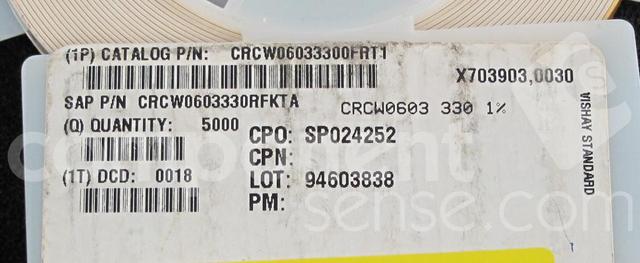 (1P) CATALOG P/N: CRCW06033300FRT1
X703903,0030
SAP P/N CRCW0603330RFKTA
CRCW0603 330 1%
(Q) QUANTITY: 5000
CPO: SP024252
CPN:
(1T) DCD: 0018
LOT: 94603838
PM:
VISHAY STANDARD
component
sense.com